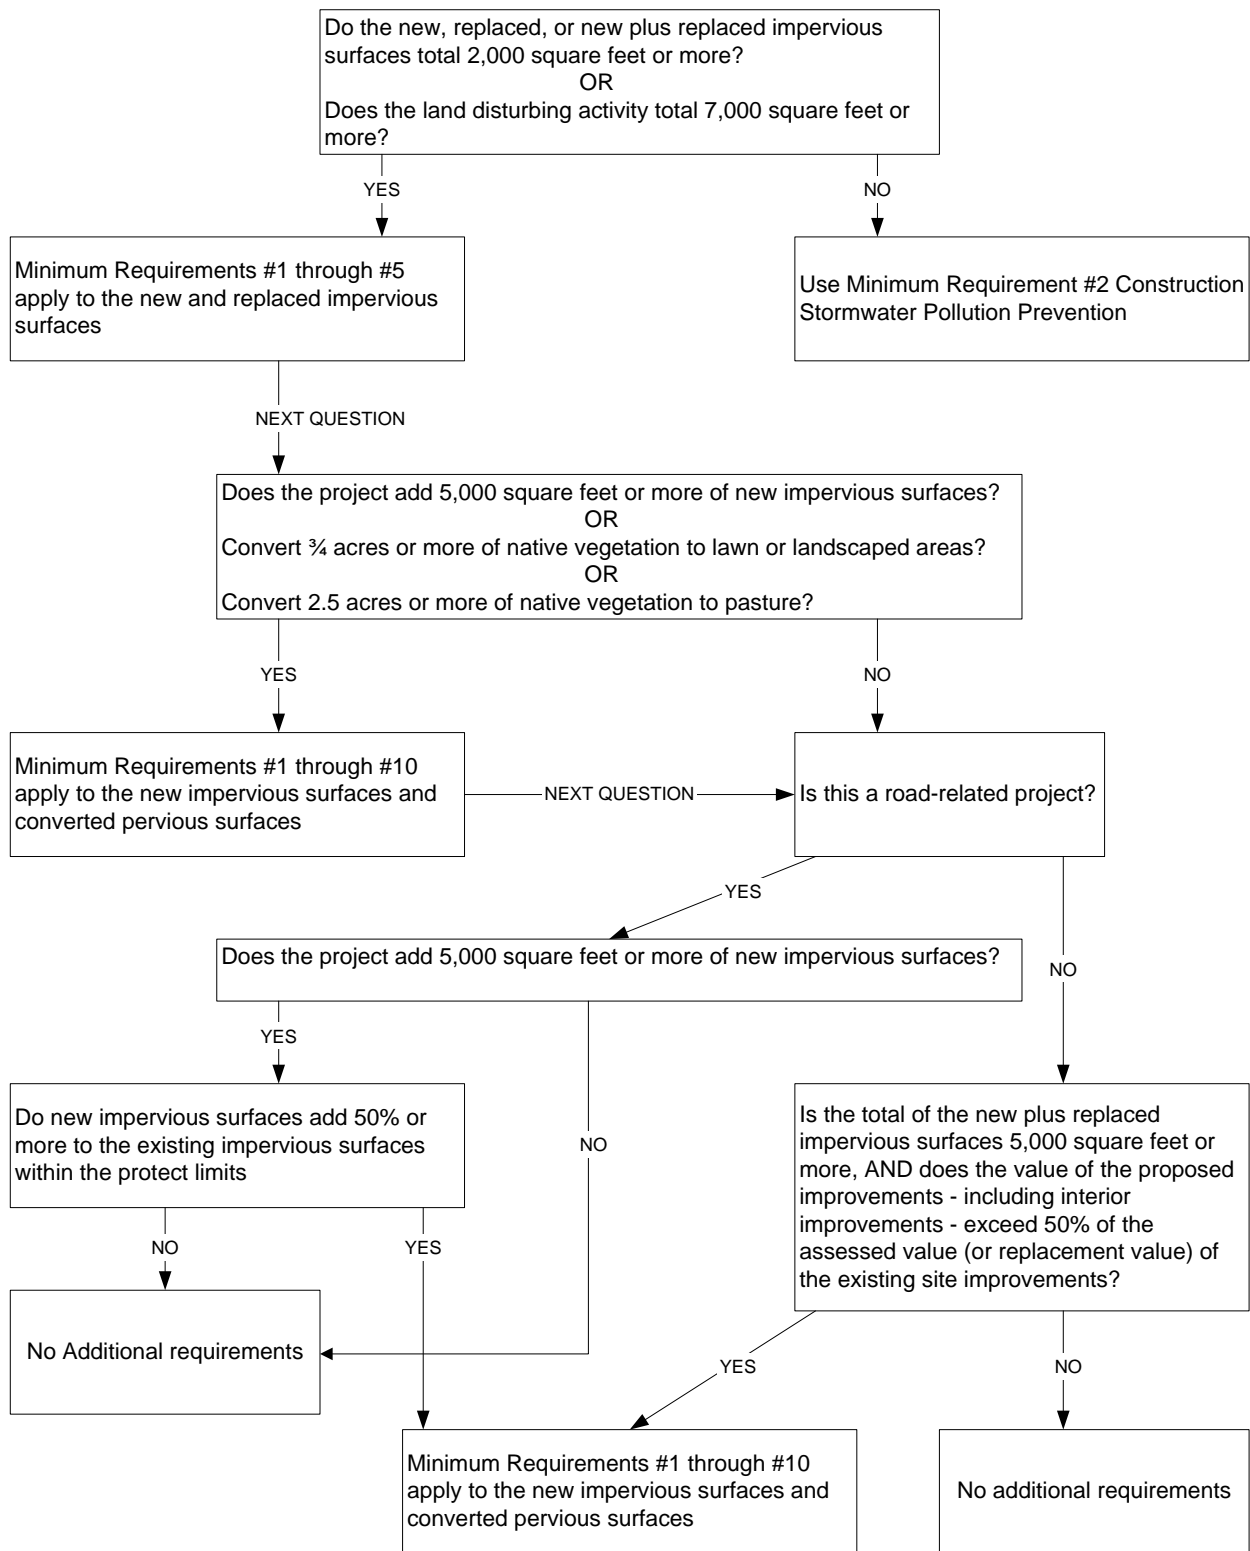 Do the new, replaced, or new plus replaced impervious
surfaces total 2,000 square feet or more?
OR
Does the land disturbing activity total 7,000 square feet or
more?
YES
NO
Minimum Requirements #1 through #5
apply to the new and replaced impervious
surfaces
Use Minimum Requirement #2 Construction
Stormwater Pollution Prevention
NEXT QUESTION
Does the project add 5,000 square feet or more of new impervious surfaces?
OR
Convert ¾ acres or more of native vegetation to lawn or landscaped areas?
OR
Convert 2.5 acres or more of native vegetation to pasture?
YES
NO
Minimum Requirements #1 through #10
apply to the new impervious surfaces and
converted pervious surfaces
NEXT QUESTION
Is this a road-related project?
YES
Does the project add 5,000 square feet or more of new impervious surfaces?
NO
YES
Do new impervious surfaces add 50% or
more to the existing impervious surfaces
within the protect limits
NO
Is the total of the new plus replaced
impervious surfaces 5,000 square feet or
more, AND does the value of the proposed
improvements - including interior
improvements - exceed 50% of the
assessed value (or replacement value) of
the existing site improvements?
NO
YES
No Additional requirements
YES
NO
Minimum Requirements #1 through #10
apply to the new impervious surfaces and
converted pervious surfaces
No additional requirements